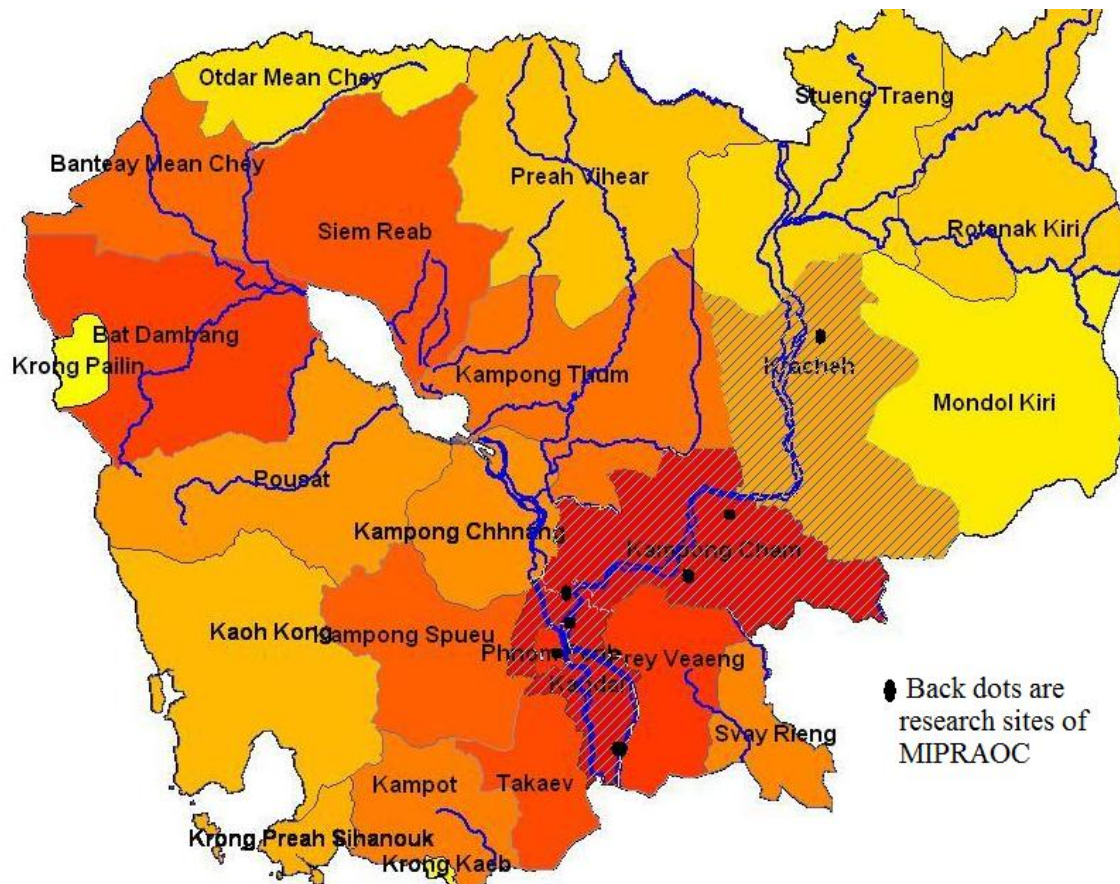 Otdar Mean Chey
Stueng Traeng
Banteay Mean Chey
Preah Vihear
Siem Reab
Rotanak Kiri
Bat Dambang
Krong Pailin
Kampong Thum
Kracheh
Mondol Kiri
Pousat
Kampong Chhnang
Kampong Cham
Kaoh Kong
Kampong Spueu
Prey Veaeng
Kandal
Back dots are
research sites of
MIPRAOC
Svay Rieng
Kampot
Takaev
Krong Preah Sihanouk
Krong Kaeb